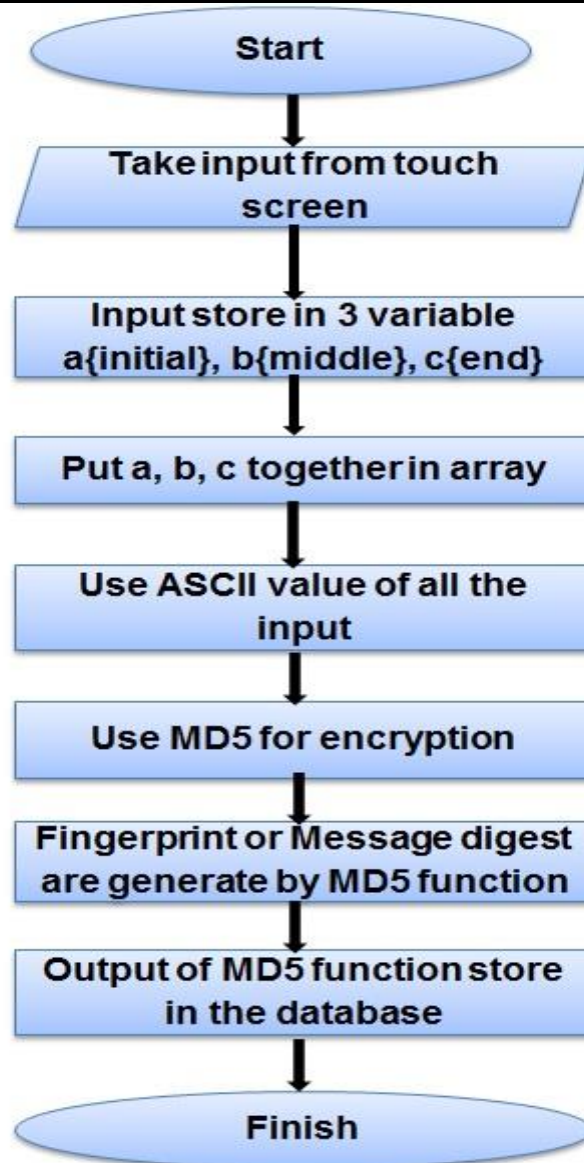 Start
Take input from touch
screen
Input store in 3 variable
a{initial}, b{middle}, c{end}
Put a, b, c together in array
Use ASCII value of all the
input
Use MD5 for encryption
Fingerprint or Message digest
are generate by MD5 function
Output of MD5 function store
in the database
Finish